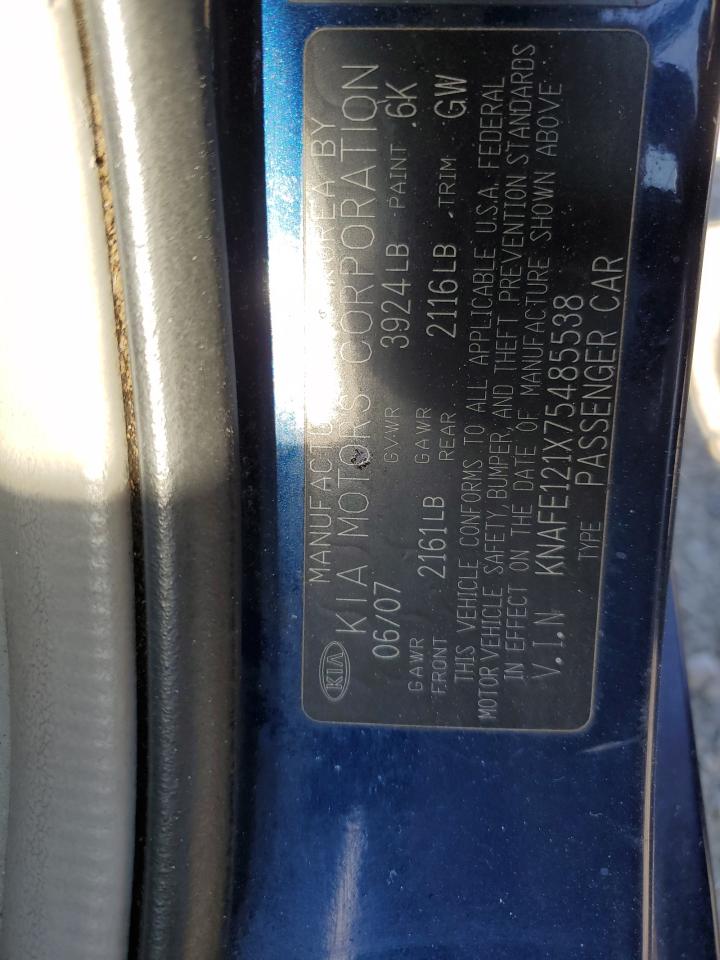 KIA
MANUFACTU KOREA BY
KIA MOTORS CORPORATION
06/07 GVWR 3924LB PAINT .6K
GAWR FRONT 2161LB GAWR REAR 2116LB .TRIM GW
THIS VEHICLE CONFORMS TO ALL APPLICABLE U.S.A. FEDERAL
MOTOR VEHICLE SAFETY, BUMPER, AND THEFT PREVENTION STANDARDS
IN EFFECT ON THE DATE OF MANUFACTURE SHOWN ABOVE
V.I.N KNAFE121X75485538
TYPE PASSENGER CAR